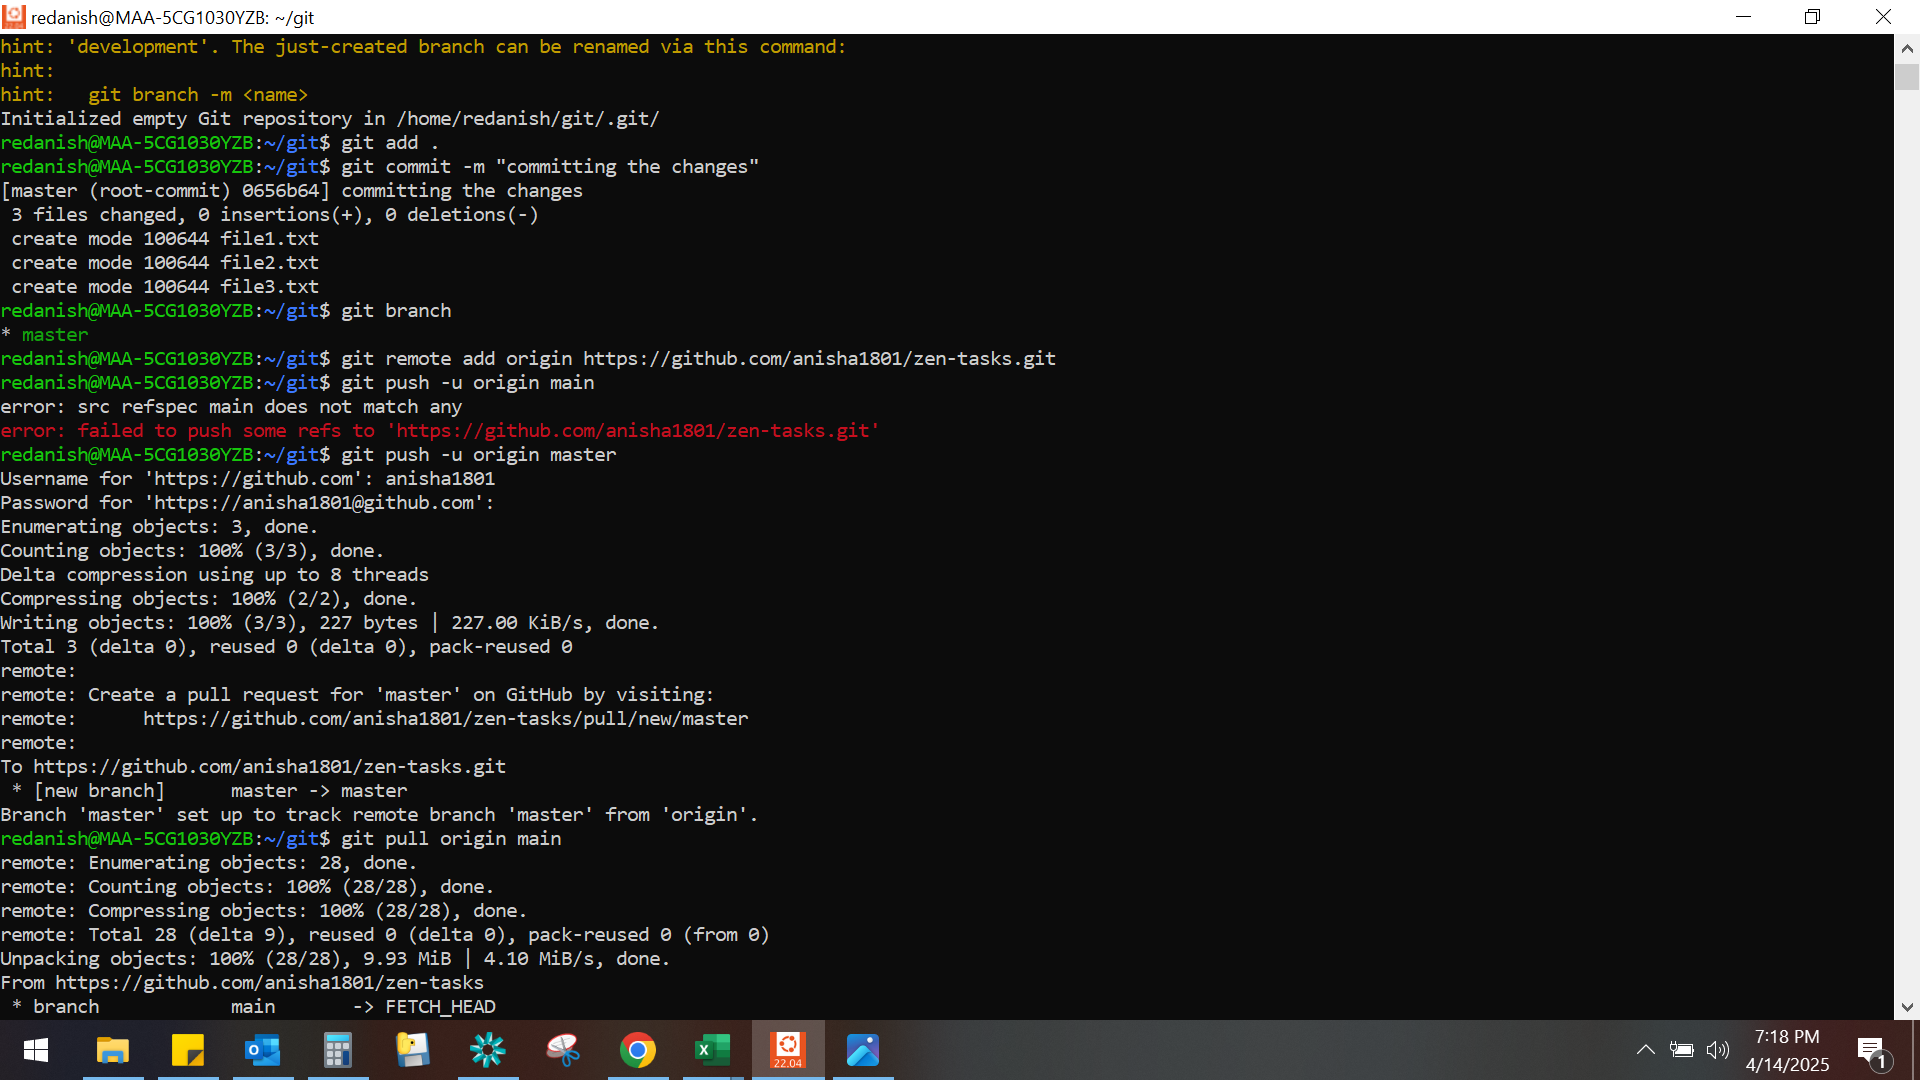 redanish@MAA-5CG1030YZB: ~/git
hint: 'development'. The just-created branch can be renamed via this command:
hint:
hint:   git branch -m <name>
Initialized empty Git repository in /home/redanish/git/.git/
redanish@MAA-5CG1030YZB:~/git$ git add .
redanish@MAA-5CG1030YZB:~/git$ git commit -m "committing the changes"
[master (root-commit) 0656b64] committing the changes
 3 files changed, 0 insertions(+), 0 deletions(-)
 create mode 100644 file1.txt
 create mode 100644 file2.txt
 create mode 100644 file3.txt
redanish@MAA-5CG1030YZB:~/git$ git branch
* master
redanish@MAA-5CG1030YZB:~/git$ git remote add origin https://github.com/anisha1801/zen-tasks.git
redanish@MAA-5CG1030YZB:~/git$ git push -u origin main
error: src refspec main does not match any
error: failed to push some refs to 'https://github.com/anisha1801/zen-tasks.git'
redanish@MAA-5CG1030YZB:~/git$ git push -u origin master
Username for 'https://github.com': anisha1801
Password for 'https://anisha1801@github.com':
Enumerating objects: 3, done.
Counting objects: 100% (3/3), done.
Delta compression using up to 8 threads
Compressing objects: 100% (2/2), done.
Writing objects: 100% (3/3), 227 bytes | 227.00 KiB/s, done.
Total 3 (delta 0), reused 0 (delta 0), pack-reused 0
remote:
remote: Create a pull request for 'master' on GitHub by visiting:
remote:      https://github.com/anisha1801/zen-tasks/pull/new/master
remote:
To https://github.com/anisha1801/zen-tasks.git
 * [new branch]      master -> master
Branch 'master' set up to track remote branch 'master' from 'origin'.
redanish@MAA-5CG1030YZB:~/git$ git pull origin main
remote: Enumerating objects: 28, done.
remote: Counting objects: 100% (28/28), done.
remote: Compressing objects: 100% (28/28), done.
remote: Total 28 (delta 9), reused 0 (delta 0), pack-reused 0 (from 0)
Unpacking objects: 100% (28/28), 9.93 MiB | 4.10 MiB/s, done.
From https://github.com/anisha1801/zen-tasks
 * branch            main       -> FETCH_HEAD
22.04
7:18 PM
4/14/2025
1